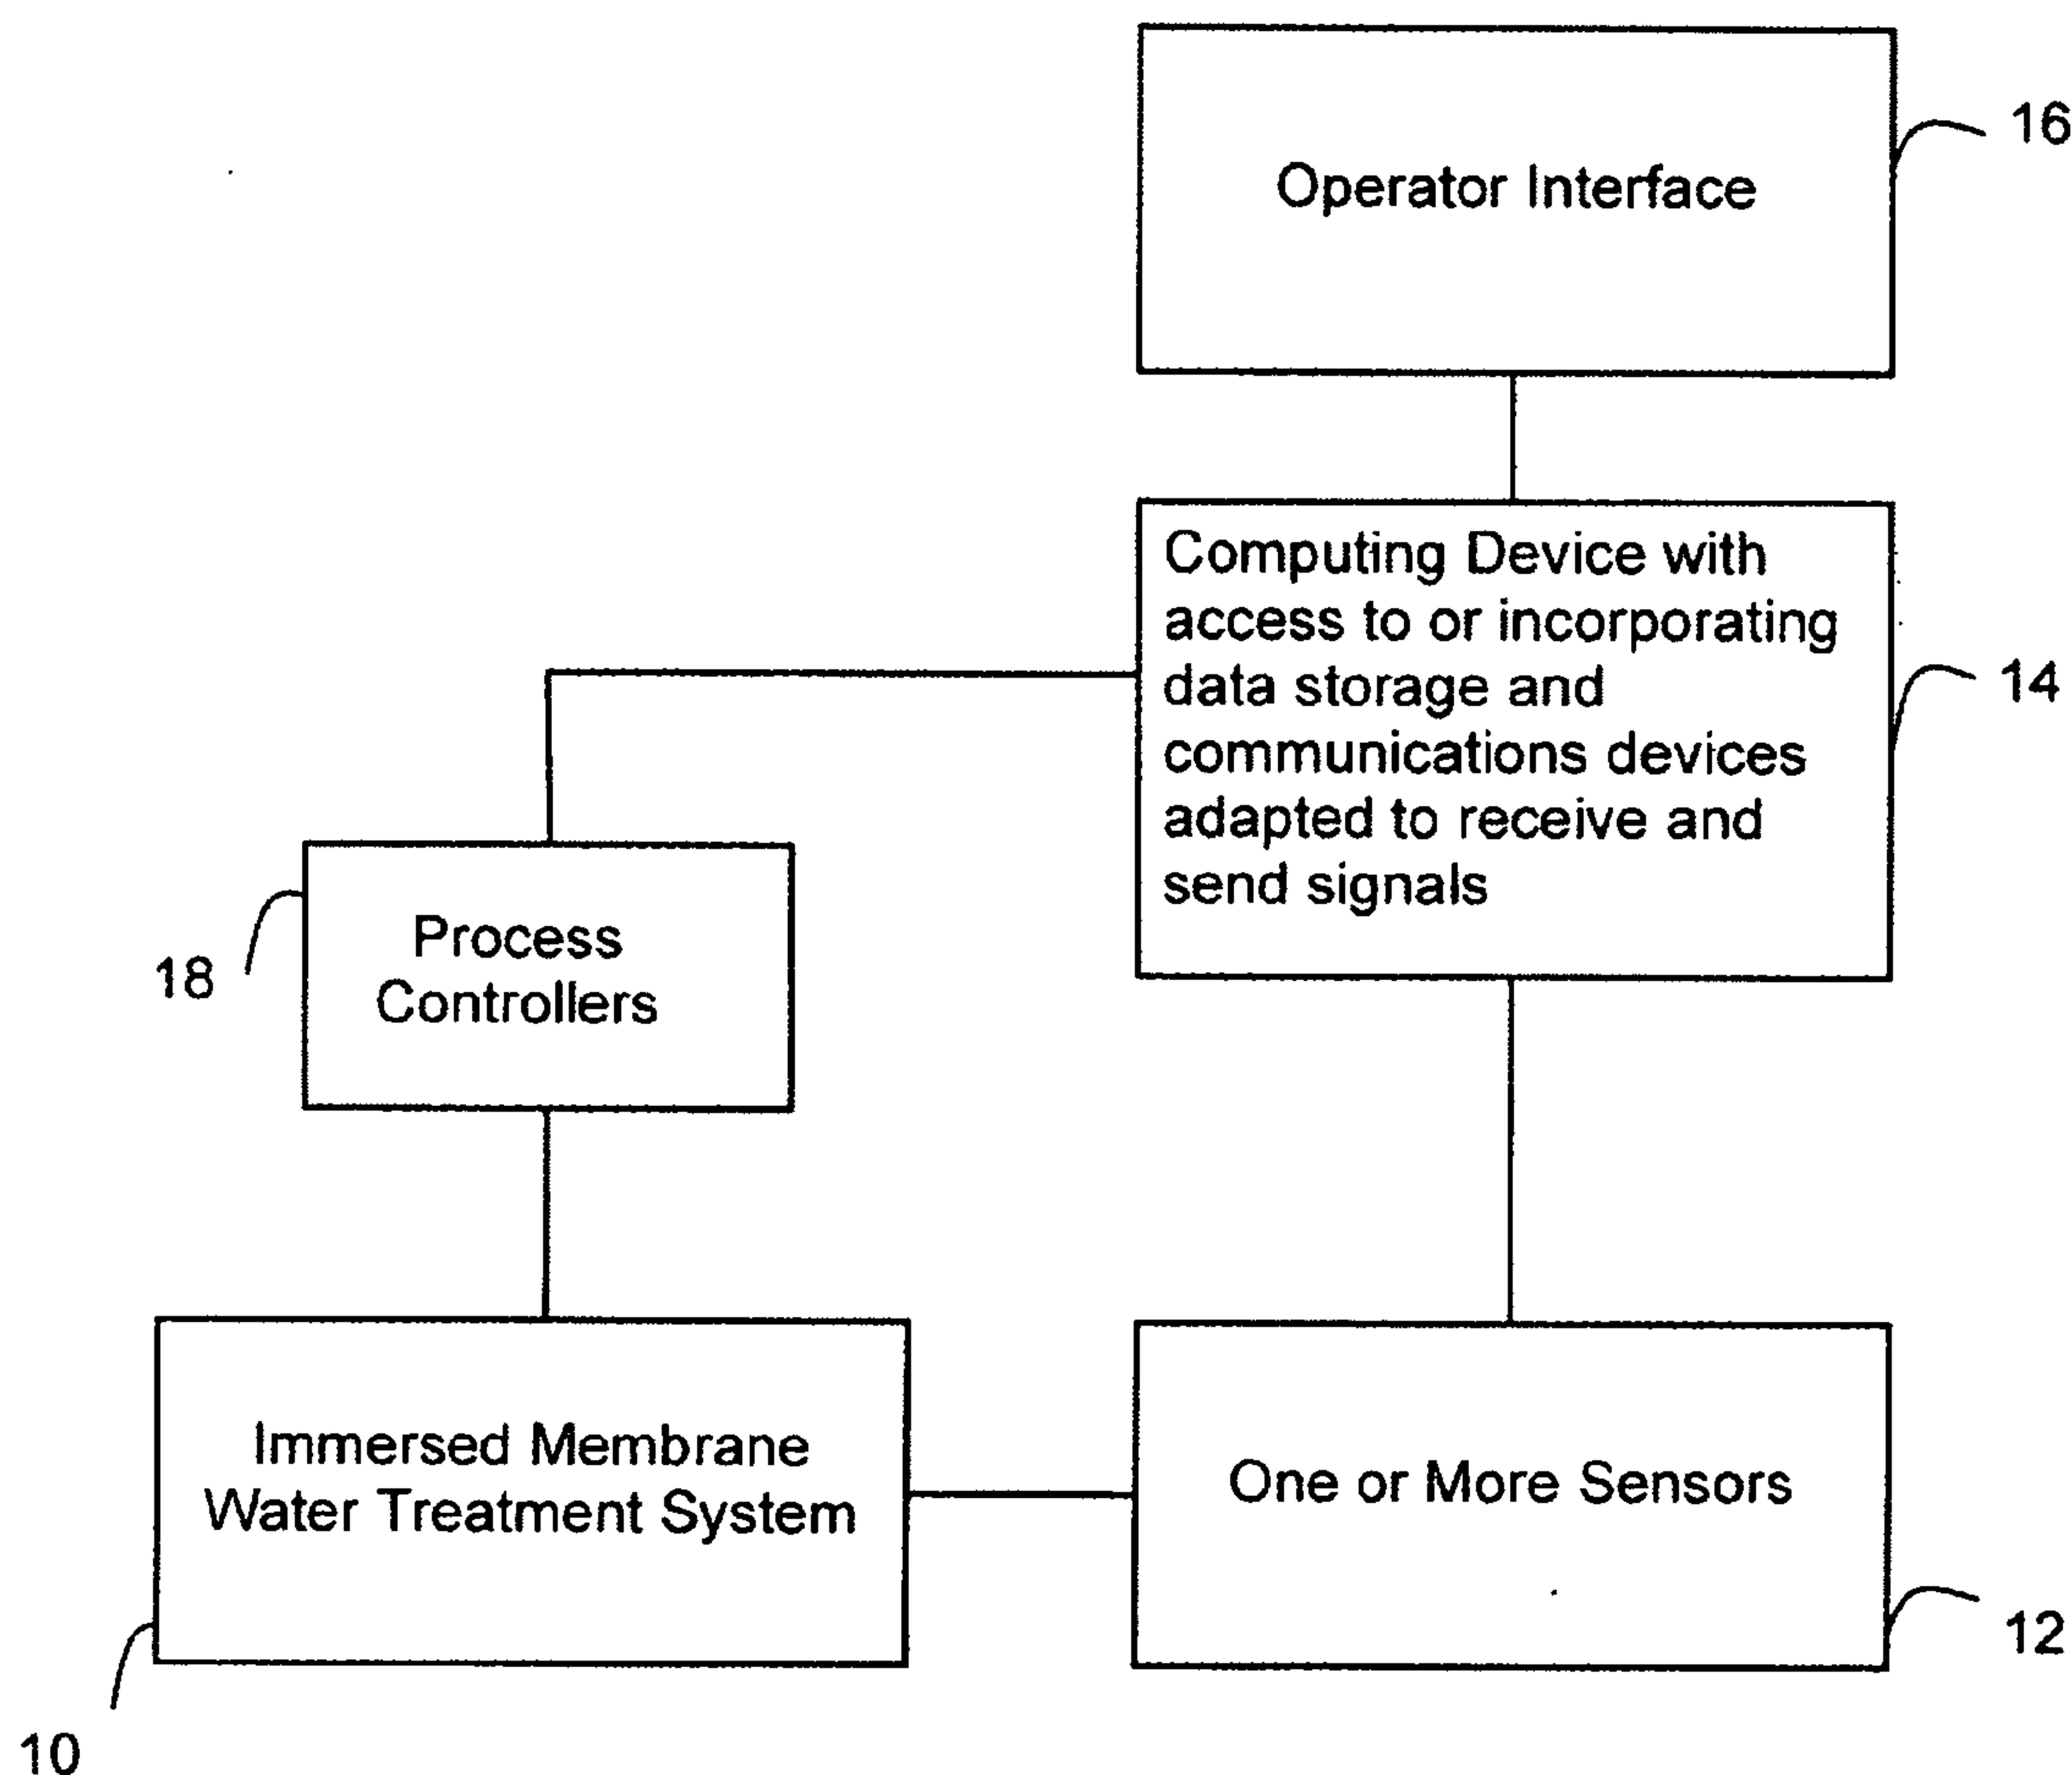 16
Operator Interface
Computing Device with
access to or incorporating
data storage and
communications devices
adapted to receive and
send signals
14
Process
Controllers
18
Immersed Membrane
Water Treatment System
10
One or More Sensors
12